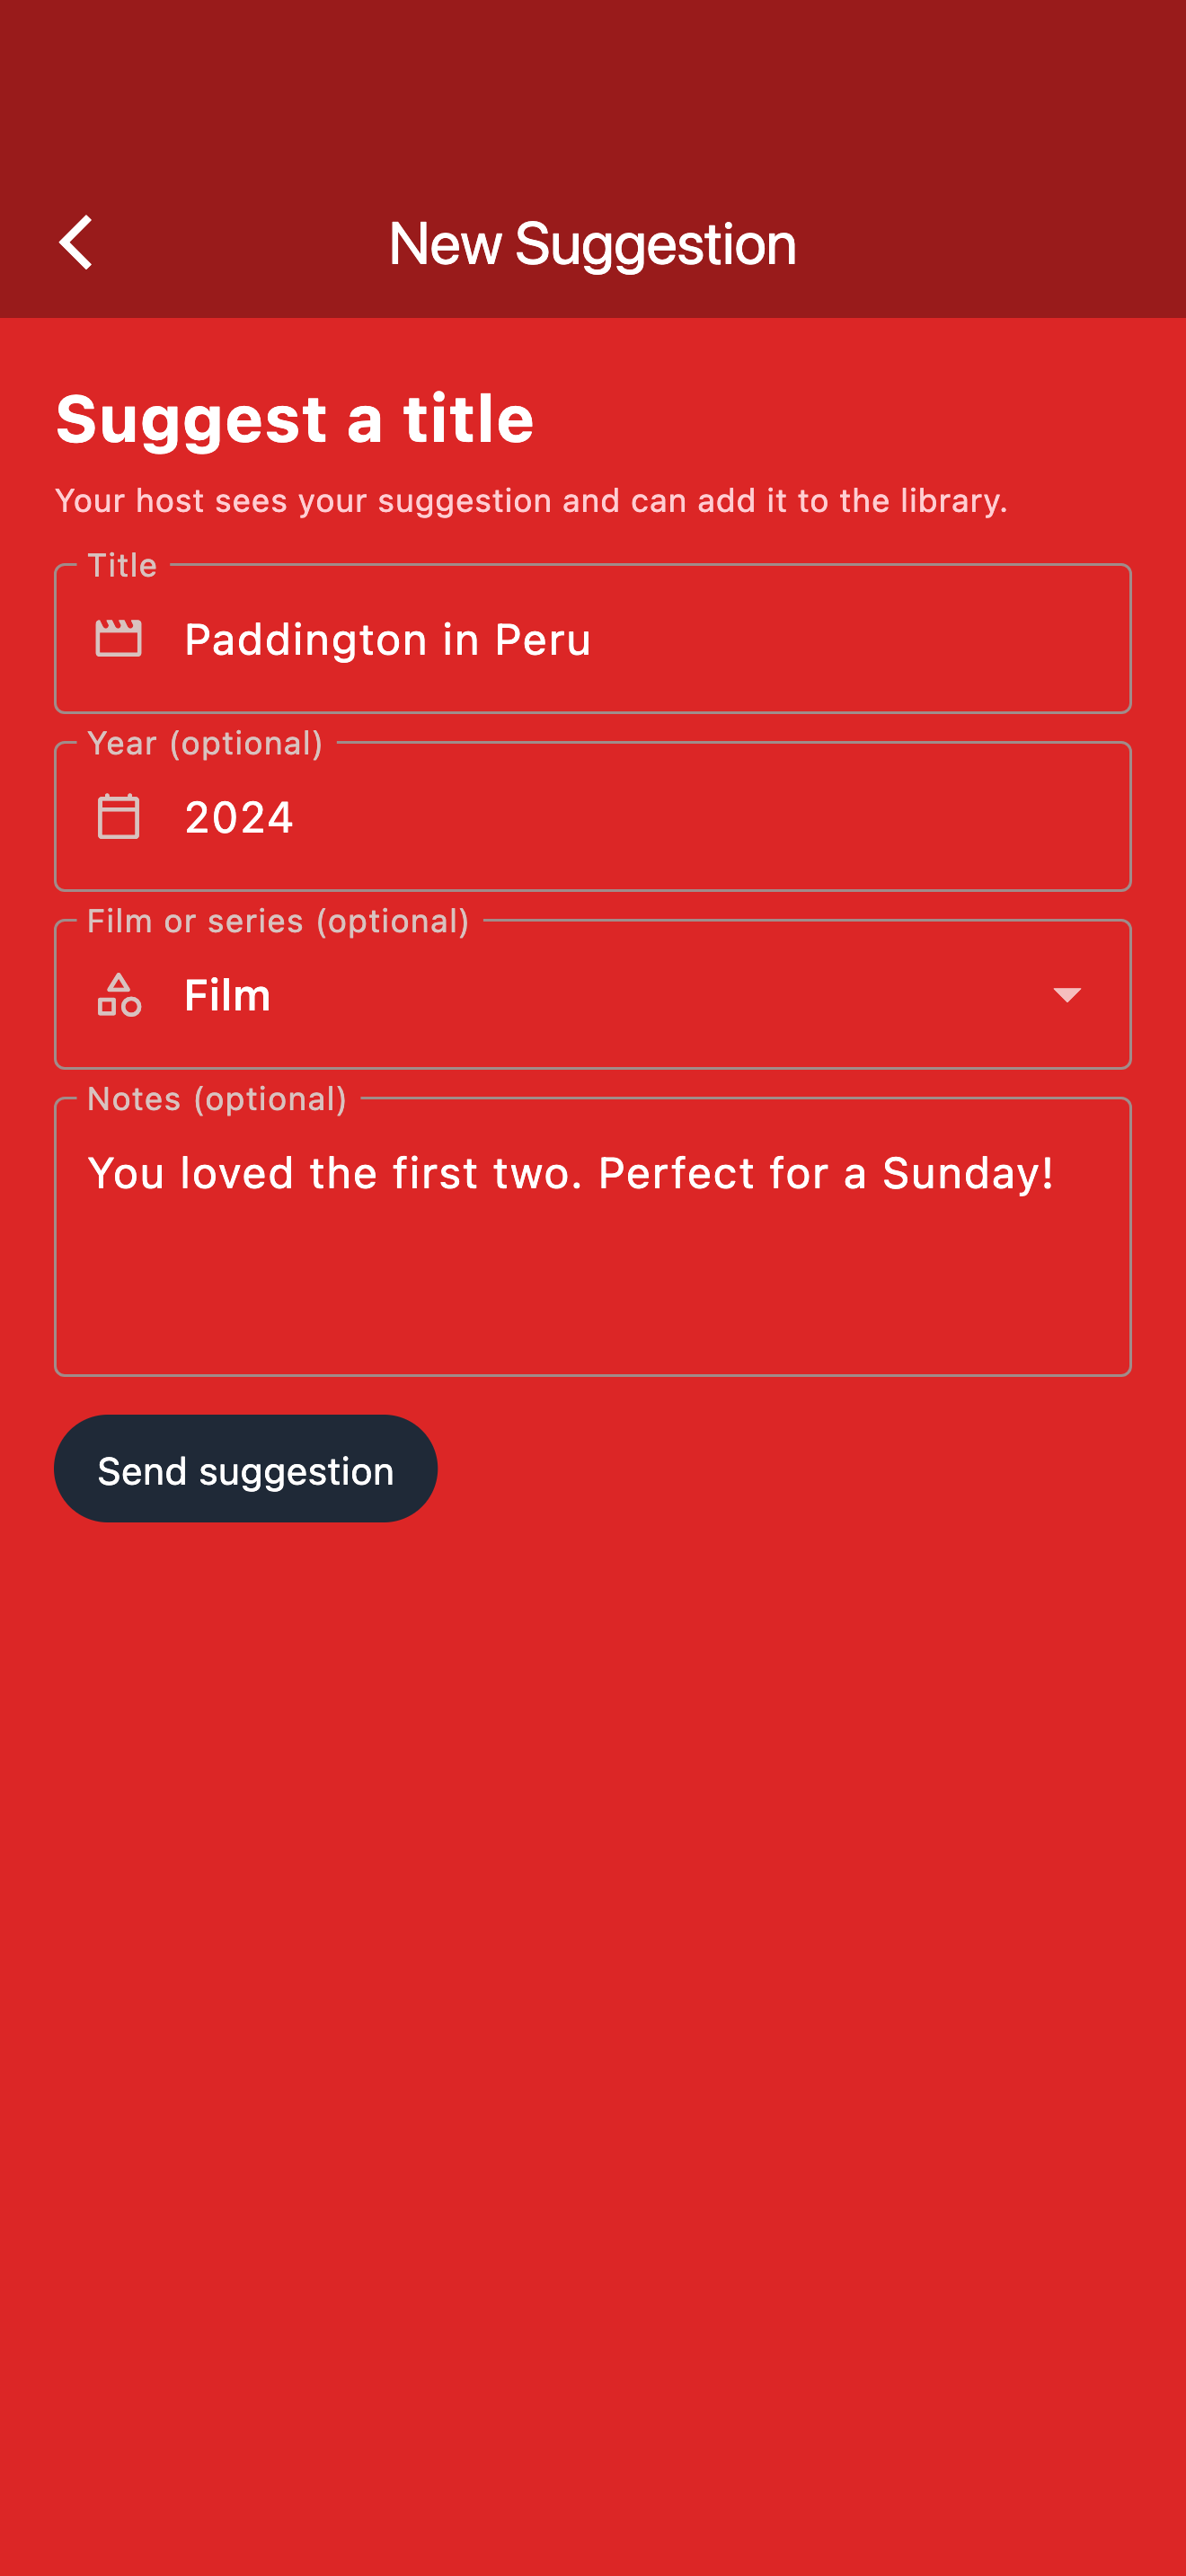 New Suggestion
Suggest a title
Your host sees your suggestion and can add it to the library.
Title
Paddington in Peru
Year (optional)
2024
Film or series (optional)
Film
Notes (optional)
You loved the first two. Perfect for a Sunday!
Send suggestion